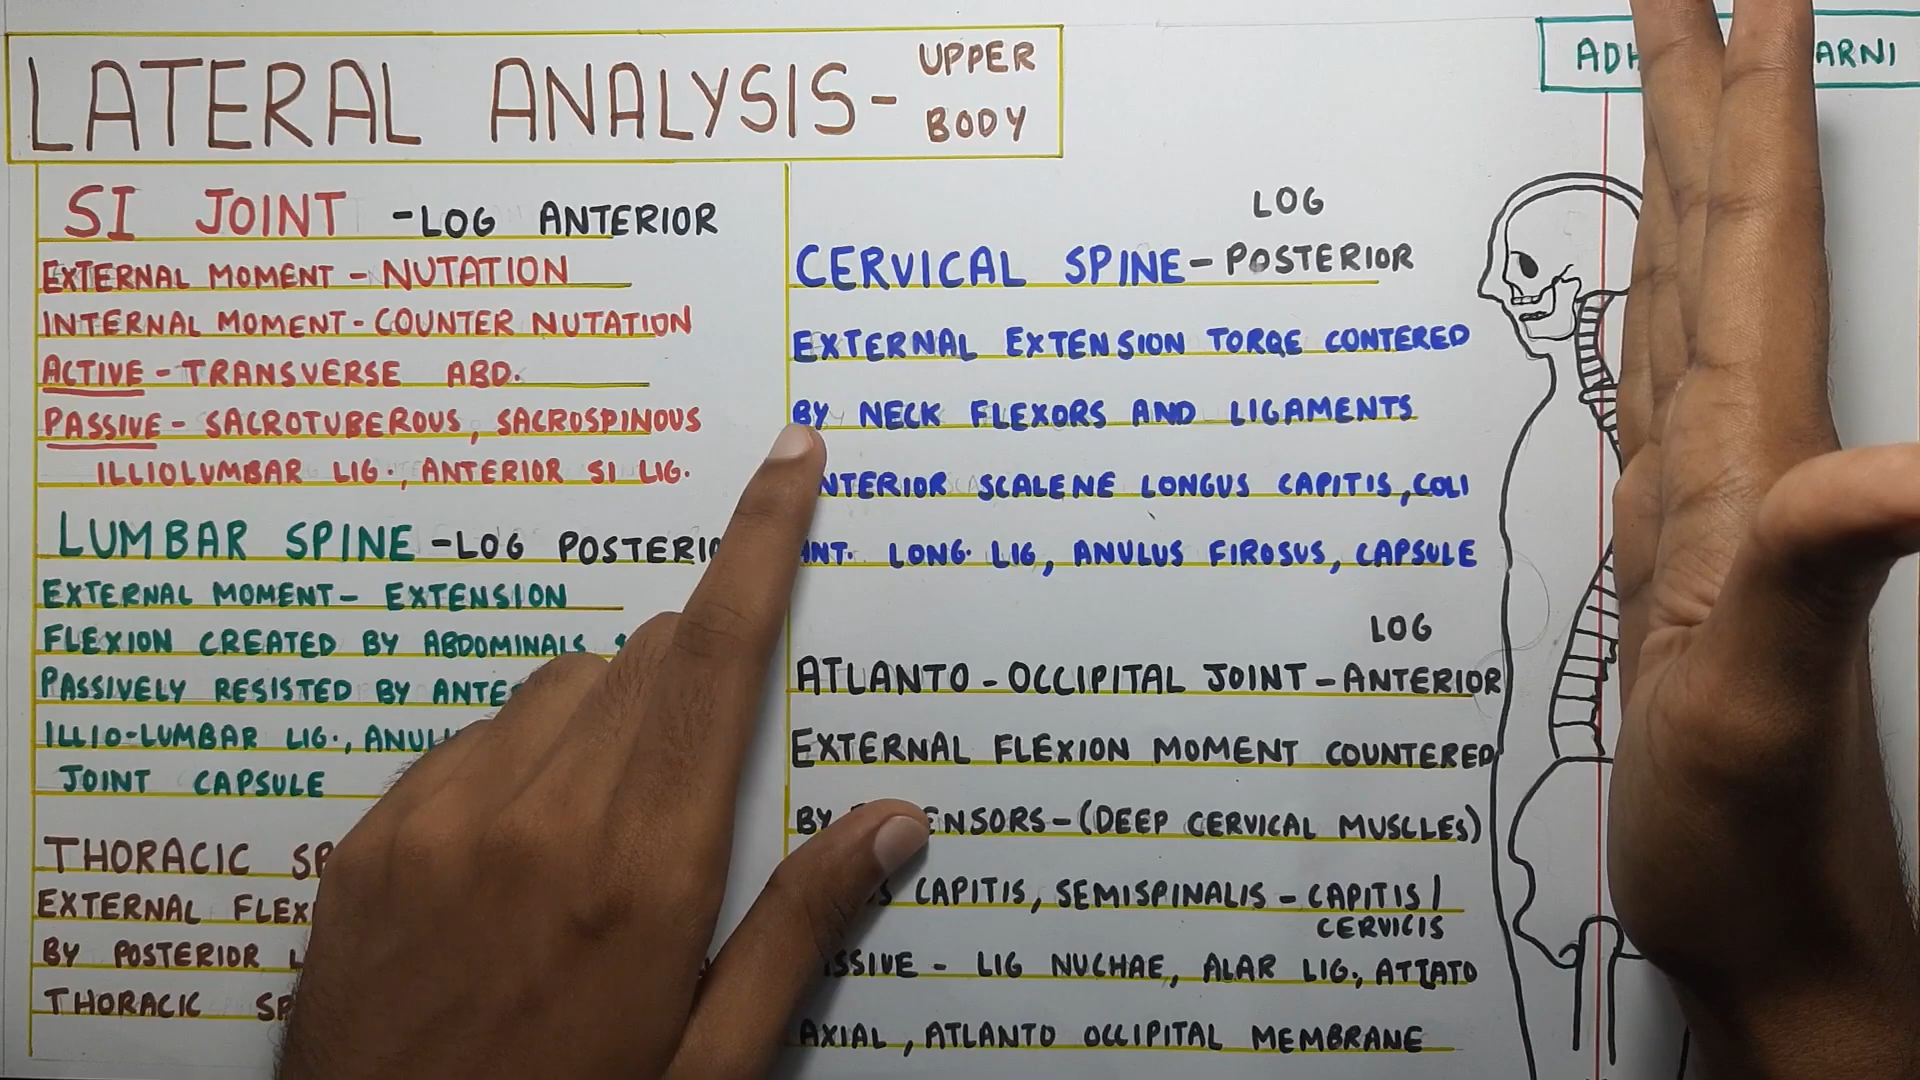 LATERAL ANALYSIS - UPPER BODY
SI JOINT - LOG ANTERIOR
EXTERNAL MOMENT - NUTATION
INTERNAL MOMENT - COUNTER NUTATION
ACTIVE - TRANSVERSE ABD.
PASSIVE - SACROTUBEROUS, SACROSPINOUS
ILLIOLUMBAR LIG., ANTERIOR SI LIG.
LUMBAR SPINE - LOG
EXTERNAL MOMENT - EXTENSION
FLEXION CREATED BY ABDOMINALS
PASSIVELY RESISTED BY
ILLIO-LUMBAR LIG.,
JOINT CAPSULE
THORACIC
EXTERNAL
BY POSTERIOR
THORACIC
LOG
CERVICAL SPINE - POSTERIOR
EXTERNAL EXTENSION TORQE CONTERED
BY NECK FLEXORS AND LIGAMENTS
SCALENE LONGUS CAPITIS, COLI
LONG. LIG, ANULUS FIROSUS, CAPSULE
LOG
ATLANTO - OCCIPITAL JOINT - ANTERIOR
EXTERNAL FLEXION MOMENT COUNTERED
BY (DEEP CERVICAL MUSCLES)
CAPITIS, SEMISPINALIS - CAPITIS /
CERVICIS
LIG NUCHAE, ALAR LIG, ATTATO
AXIAL, ATLANTO OCCIPITAL MEMBRANE